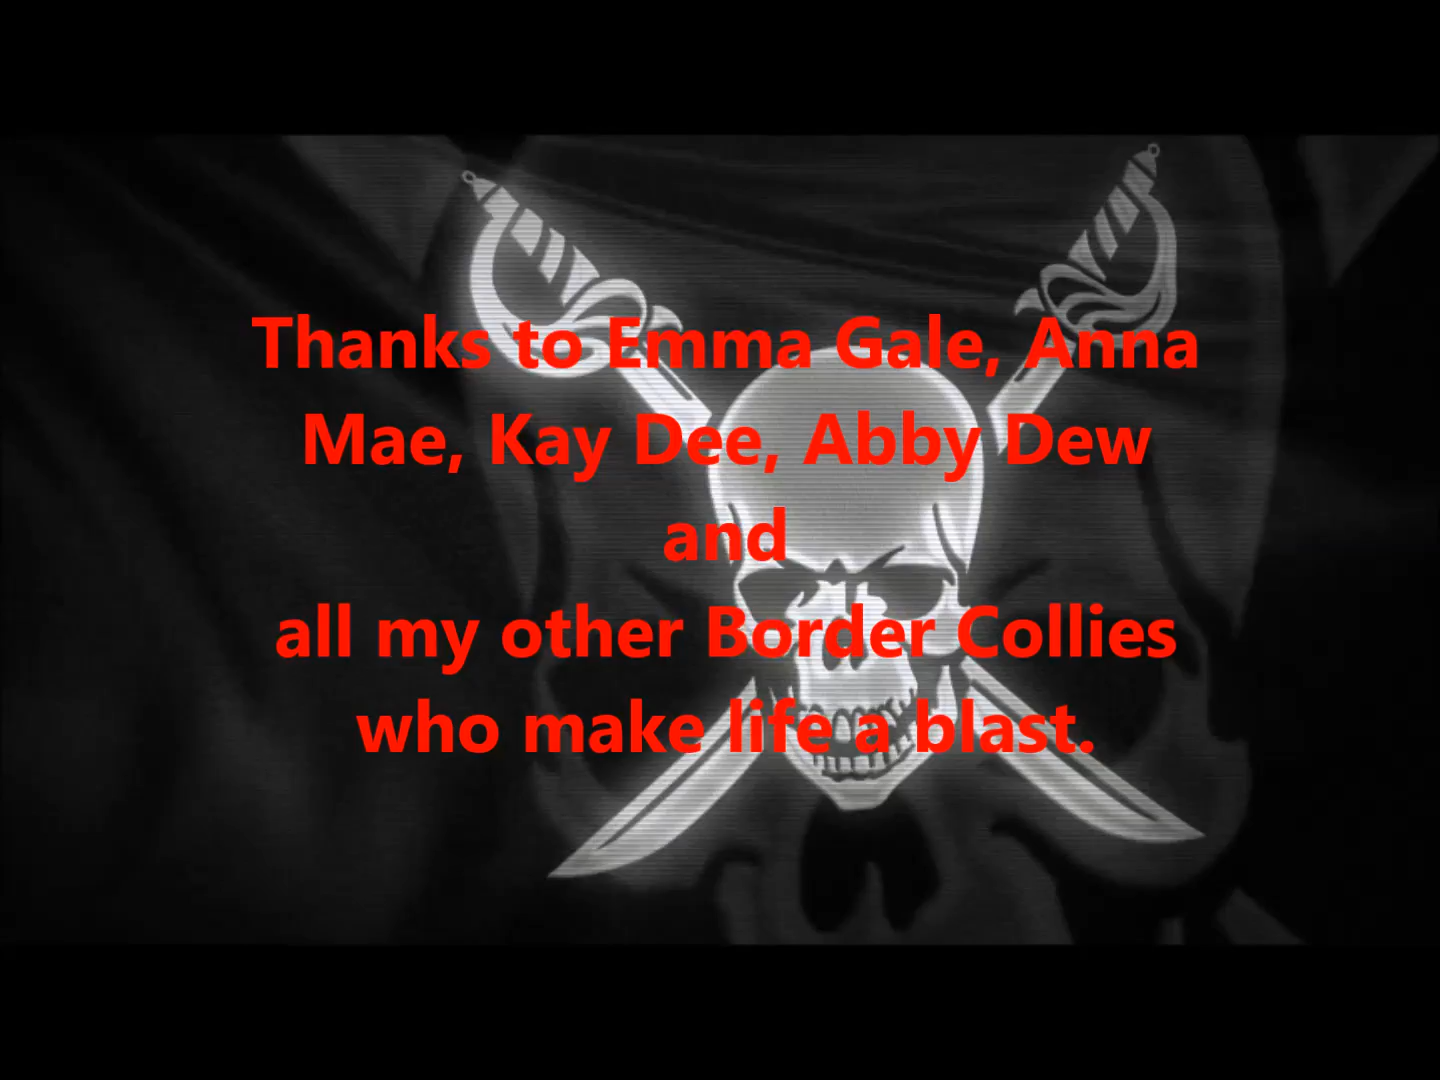 Thanks to Emma Gale, Anna
Mae, Kay Dee, Abby Dew
and
all my other Border Collies
who make life a blast.